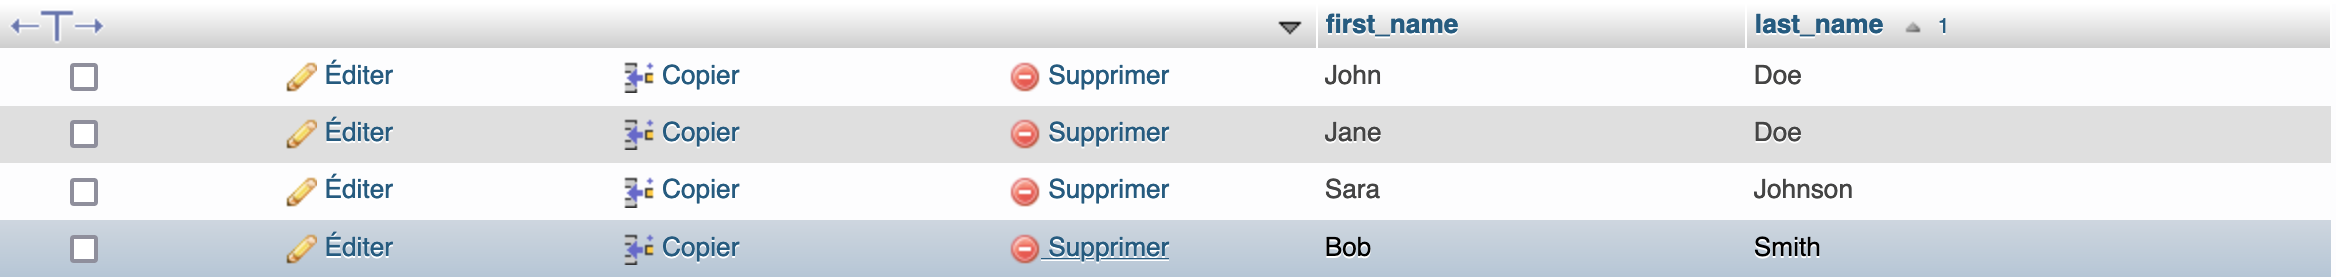 ←T→ first_name last_name 1
Éditer Copier Supprimer John Doe
Éditer Copier Supprimer Jane Doe
Éditer Copier Supprimer Sara Johnson
Éditer Copier Supprimer Bob Smith